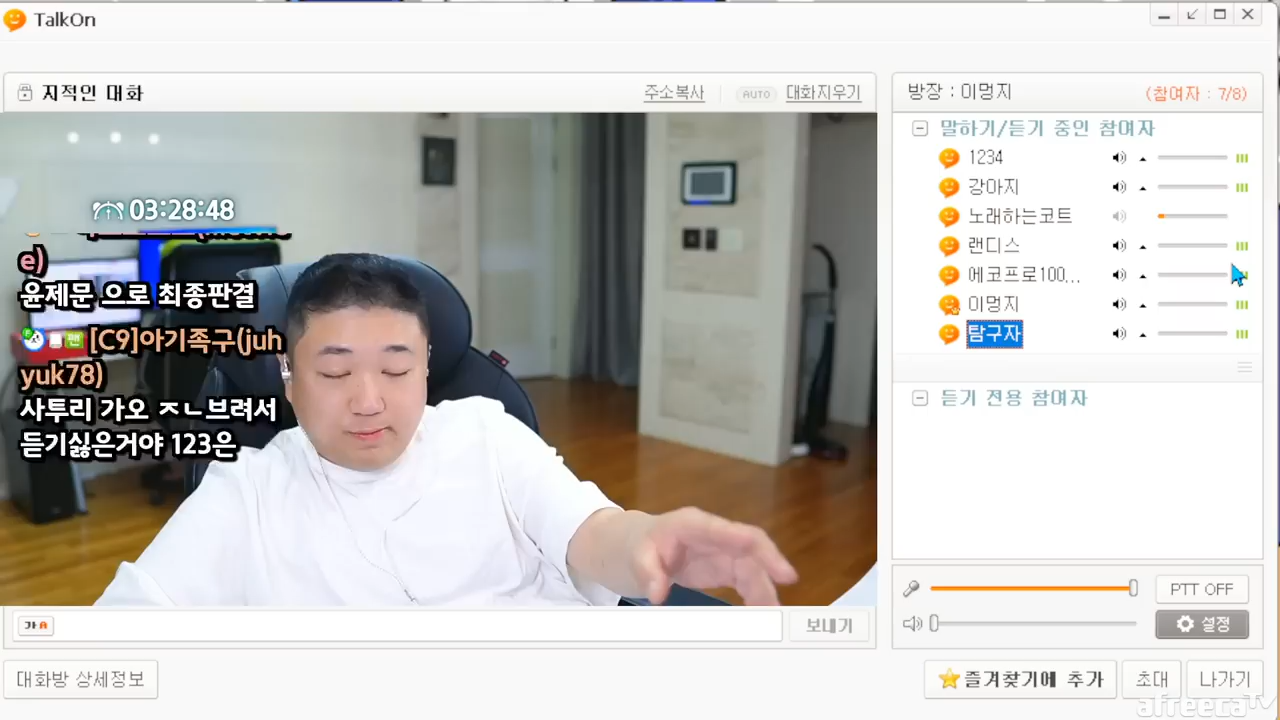 TalkOn
지적인 대화
주소복사
AUTO
대화지우기
방장 : 이멍지
(참여자 : 7/8)
말하기/듣기 중인 참여자
1234
강아지
노래하는코트
랜디스
에코프로100...
이멍지
탐구자
듣기 전용 참여자
03:28:48
e)
윤제문 으로 최종판결
팬 [C9]아기족구(juh
yuk78)
사투리 가오 ㅈㄴ브려서
듣기싫은거야 123은
가A
보내기
PTT OFF
설정
대화방 상세정보
즐겨찾기에 추가
초대
나가기
afreecaTV